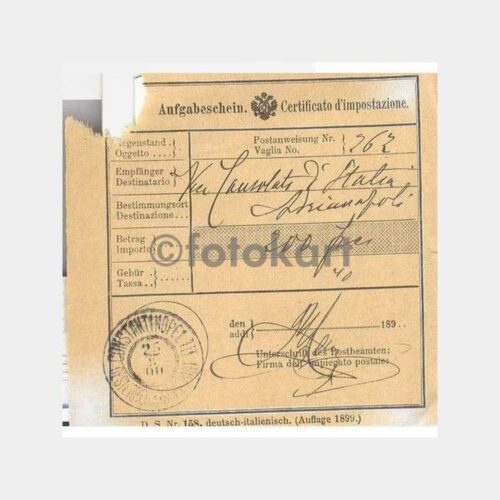 Aufgabeschein. Certificato d'impostazione.
Gegenstand
Oggetto ....
Postanweisung Nr.
Vaglia No.
262
Empfänger
Destinatario
Consolato d'Italia
Bestimmungsort
Destinazione...
Adrianopoli
Betrag
Importo
©fotokart
Gebür
Tassa..
40
CONSTANTINOPEL
den
addì
189..
Unterschrift des Postbeamten:
Firma dell'impiegato postale:
D. S. Nr. 158. deutsch-italienisch. (Auflage 1899.)